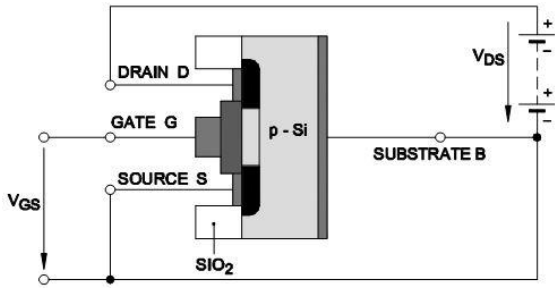 +
−
V_DS
+
−
DRAIN D
GATE G
p - Si
SUBSTRATE B
SOURCE S
V_GS
SIO₂